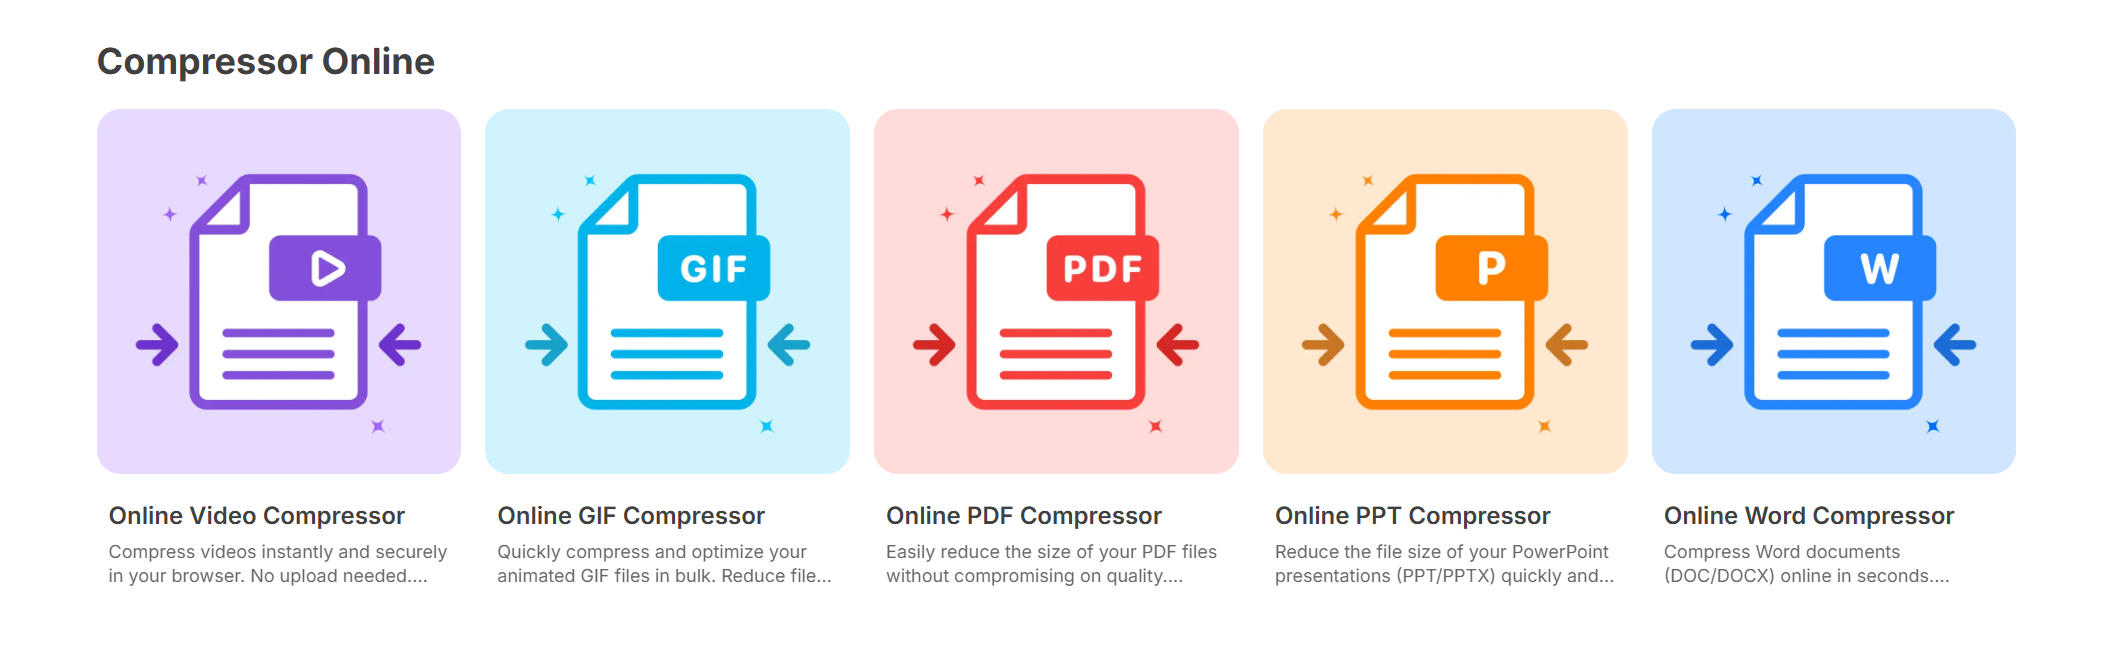 Compressor Online
GIF
PDF
P
W
Online Video Compressor
Compress videos instantly and securely
in your browser. No upload needed....
Online GIF Compressor
Quickly compress and optimize your
animated GIF files in bulk. Reduce file...
Online PDF Compressor
Easily reduce the size of your PDF files
without compromising on quality....
Online PPT Compressor
Reduce the file size of your PowerPoint
presentations (PPT/PPTX) quickly and...
Online Word Compressor
Compress Word documents
(DOC/DOCX) online in seconds....